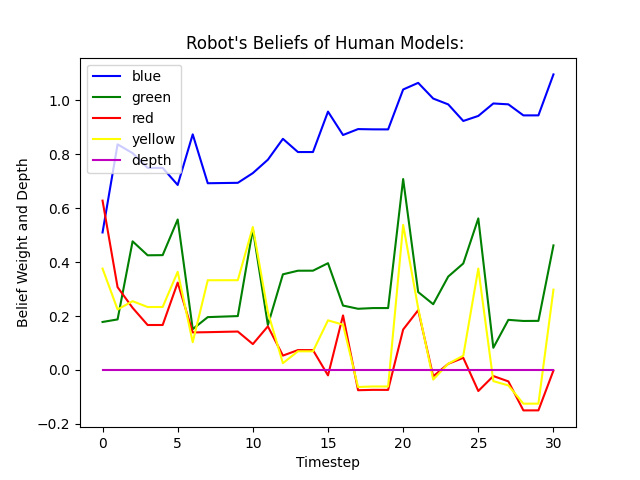 Robot's Beliefs of Human Models:
blue
green
red
yellow
depth
Belief Weight and Depth
1.0
0.8
0.6
0.4
0.2
0.0
−0.2
0 5 10 15 20 25 30
Timestep